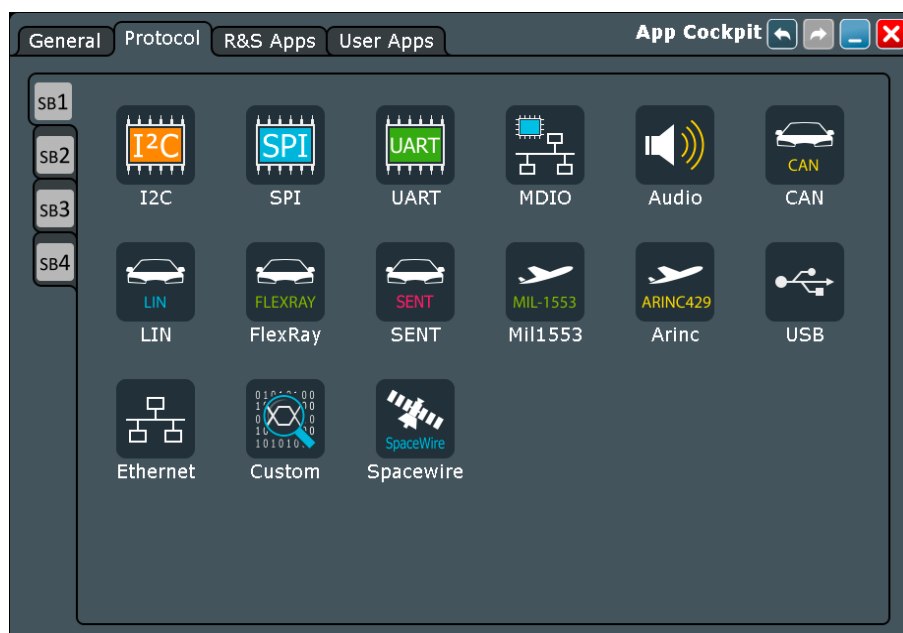 General Protocol R&S Apps User Apps App Cockpit
SB1
SB2
SB3
SB4
I²C SPI UART CAN
I2C SPI UART MDIO Audio CAN
LIN FLEXRAY SENT MIL-1553 ARINC429
LIN FlexRay SENT Mil1553 Arinc USB
SpaceWire
Ethernet Custom Spacewire